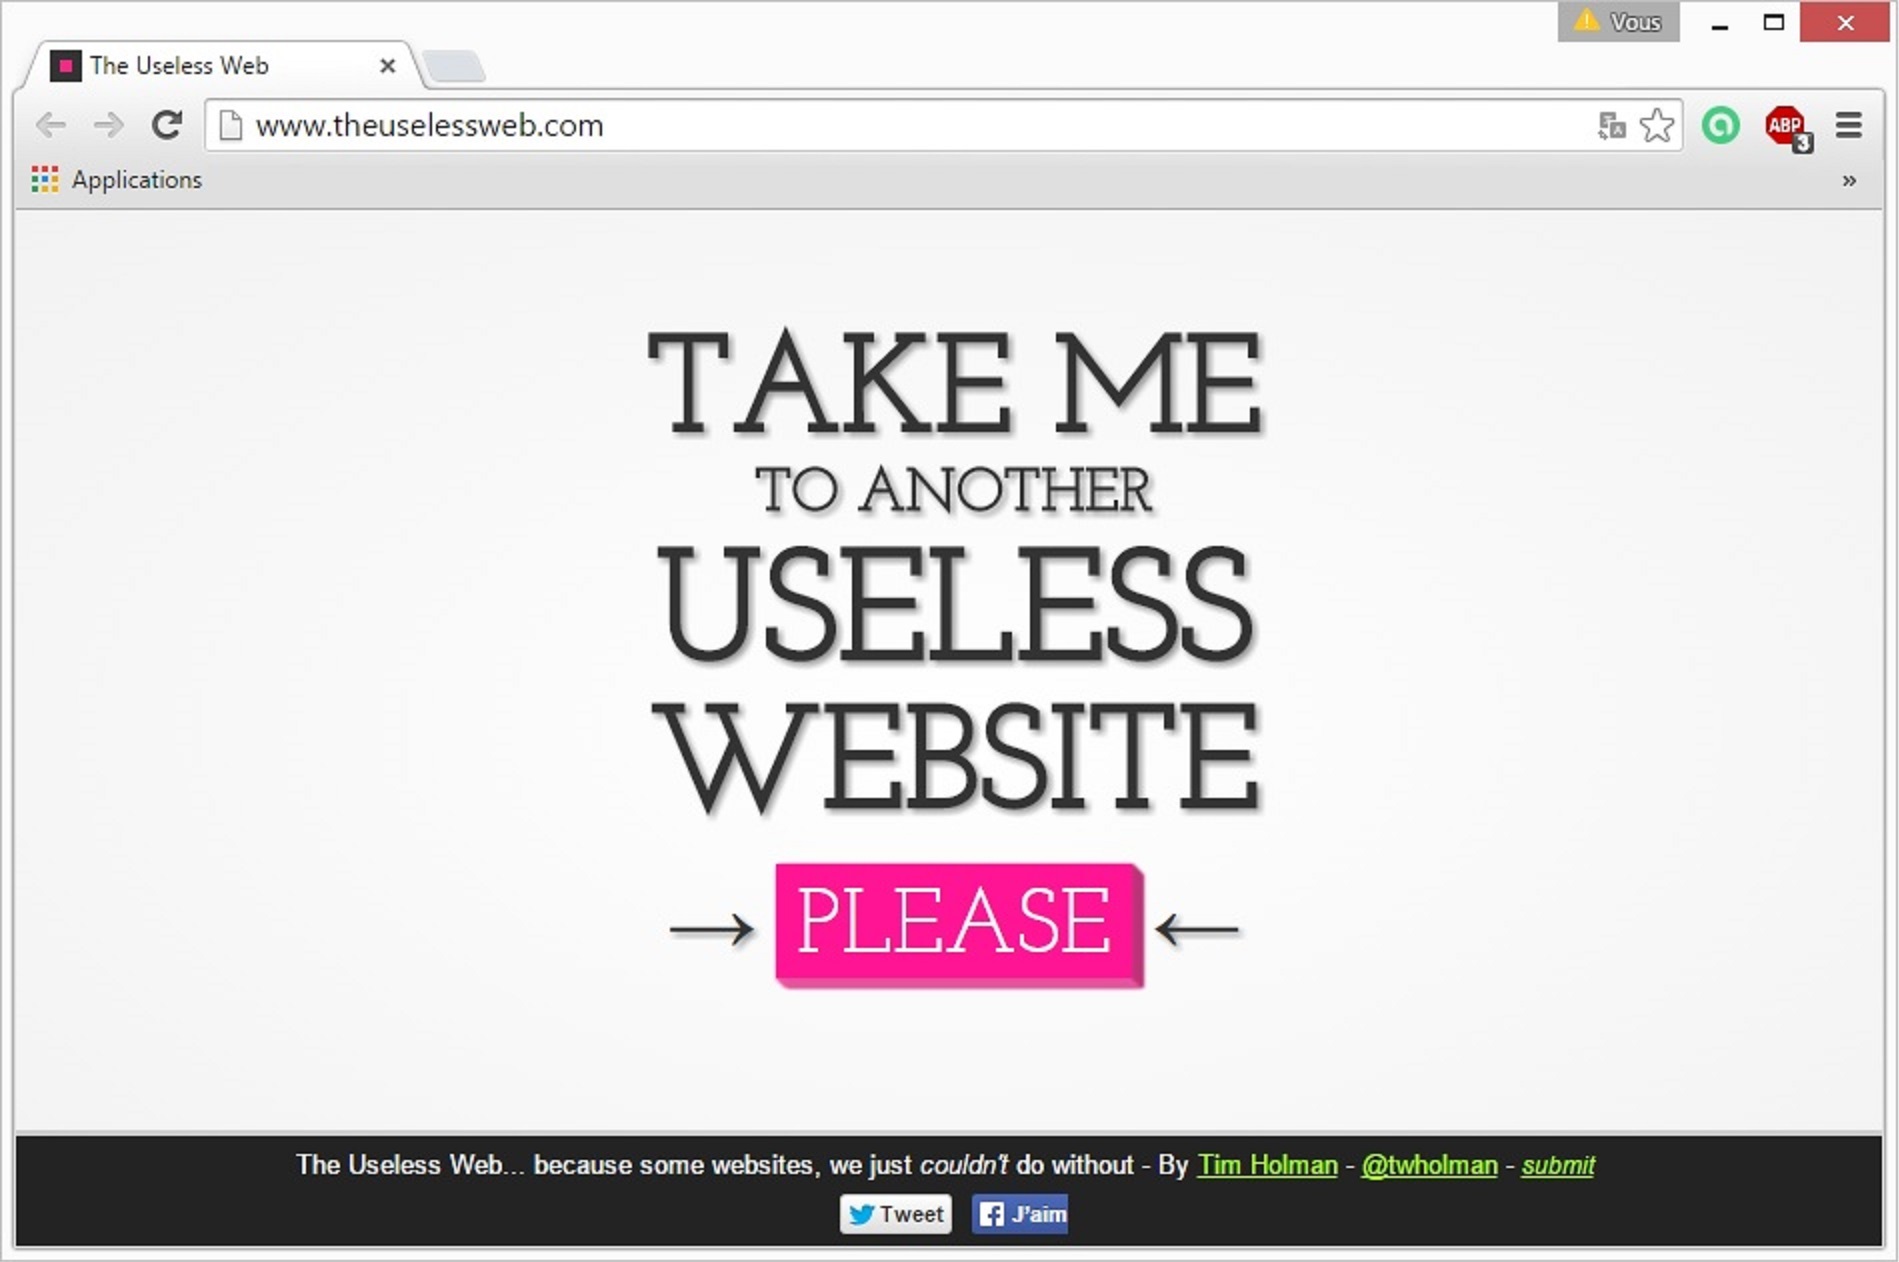 Vous
The Useless Web
www.theuselessweb.com
ABP
3
Applications
TAKE ME
TO ANOTHER
USELESS
WEBSITE
→ PLEASE ←
The Useless Web... because some websites, we just couldn't do without - By Tim Holman - @twholman - submit
Tweet J'aim